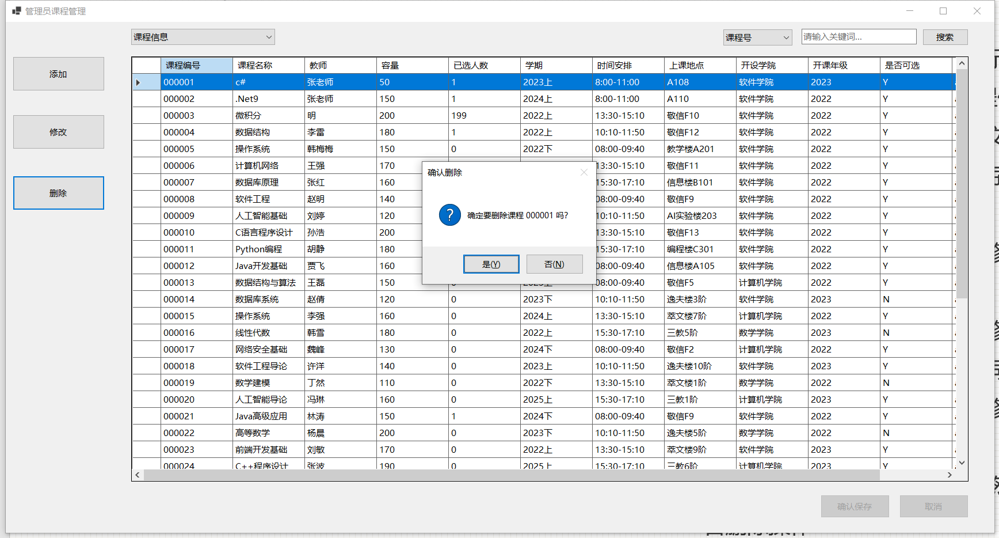 管理员课程管理
课程信息 课程号 请输入关键词... 搜索
添加
修改
删除
课程编号 课程名称 教师 容量 已选人数 学期 时间安排 上课地点 开设学院 开课年级 是否可选
000001 c# 张老师 50 1 2023上 8:00-11:00 A108 软件学院 2023 Y
000002 .Net9 张老师 150 1 2024上 8:00-11:00 A110 软件学院 2022 Y
000003 微积分 明 200 199 2022上 13:30-15:10 敬信F10 软件学院 2022 Y
000004 数据结构 李雷 180 1 2022上 10:10-11:50 敬信F12 软件学院 2022 Y
000005 操作系统 韩梅梅 150 0 2022下 08:00-09:40 教学楼A201 软件学院 2022 Y
000006 计算机网络 王强 170 13:30-15:10 敬信F11 软件学院 2022 Y
000007 数据库原理 张红 160 15:30-17:10 信息楼B101 软件学院 2022 Y
000008 软件工程 赵明 140 08:00-09:40 敬信F9 软件学院 2022 Y
000009 人工智能基础 刘婷 120 10:10-11:50 AI实验楼203 软件学院 2022 Y
000010 C语言程序设计 孙浩 200 13:30-15:10 敬信F13 软件学院 2022 Y
000011 Python编程 胡静 180 15:30-17:10 编程楼C301 软件学院 2022 Y
000012 Java开发基础 贾飞 160 08:00-09:40 信息楼A105 软件学院 2022 Y
000013 数据结构与算法 王磊 150 08:00-09:40 敬信F5 计算机学院 2022 Y
000014 数据库系统 赵倩 120 0 2023下 10:10-11:50 逸夫楼3阶 软件学院 2023 N
000015 操作系统 李强 160 0 2024上 13:30-15:10 萃文楼7阶 计算机学院 2022 Y
000016 线性代数 韩雪 180 0 2022上 15:30-17:10 三教5阶 数学学院 2023 N
000017 网络安全基础 魏峰 130 0 2024下 08:00-09:40 敬信F2 计算机学院 2022 Y
000018 软件工程导论 许洋 140 0 2023上 10:10-11:50 逸夫楼10阶 软件学院 2023 Y
000019 数学建模 丁然 110 0 2022下 13:30-15:10 萃文楼1阶 数学学院 2022 N
000020 人工智能导论 冯琳 160 0 2025上 15:30-17:10 三教1阶 计算机学院 2023 Y
000021 Java高级应用 林涛 150 1 2024下 08:00-09:40 敬信F9 软件学院 2022 Y
000022 高等数学 杨晨 200 0 2023下 10:10-11:50 逸夫楼5阶 数学学院 2022 N
000023 前端开发基础 刘敏 170 0 2022上 13:30-15:10 萃文楼9阶 软件学院 2023 Y
000024 C++程序设计 张波 190 0 2025上 15:30-17:10 三教6阶 计算机学院 2023 Y
确认删除
确定要删除课程 000001 吗?
是(Y) 否(N)
确认保存 取消